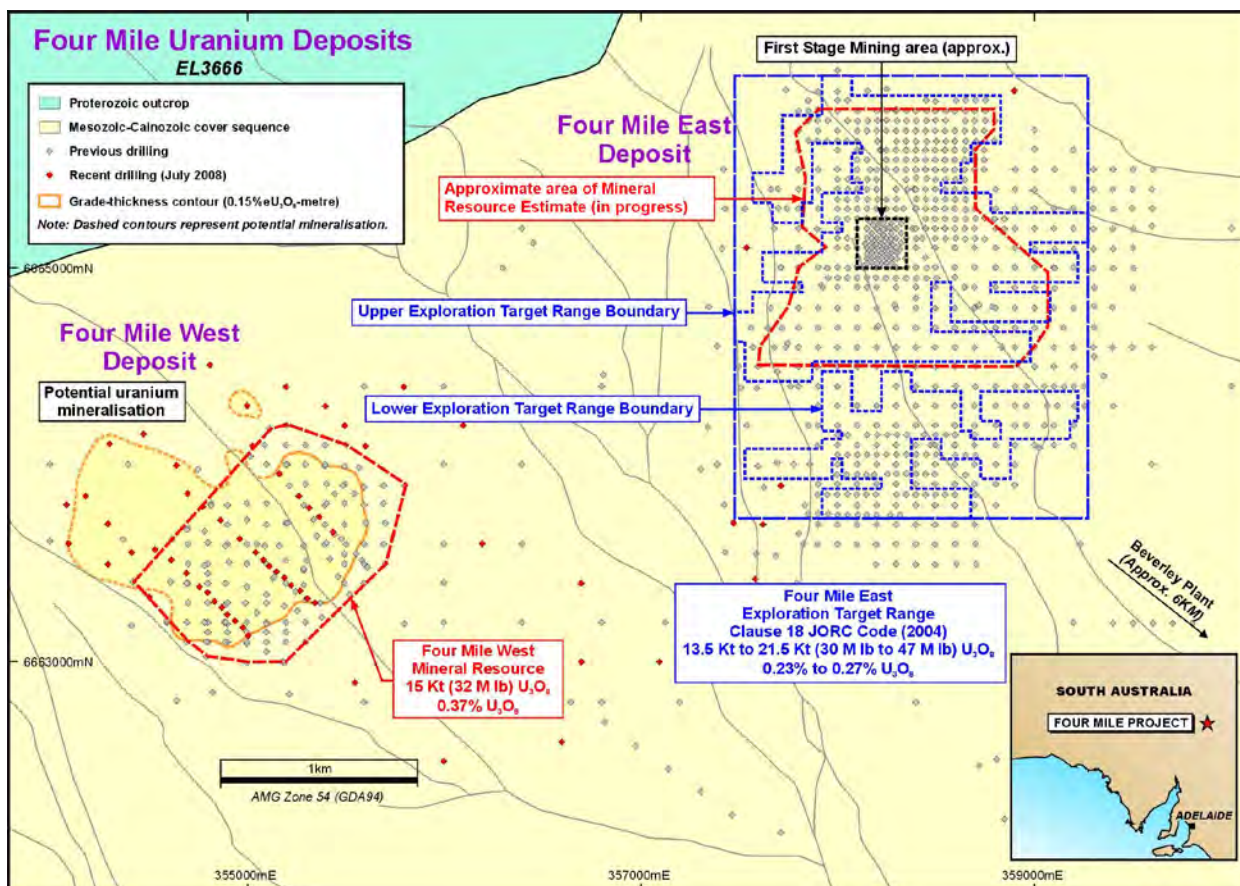 Four Mile Uranium Deposits
EL3666
Proterozoic outcrop
Mesozoic-Cainozoic cover sequence
Previous drilling
Recent drilling (July 2008)
Grade-thickness contour (0.15%eU₃O₈-metre)
Note: Dashed contours represent potential mineralisation.
First Stage Mining area (approx.)
Four Mile East
Deposit
Approximate area of Mineral
Resource Estimate (in progress)
6665000mN
Upper Exploration Target Range Boundary
Four Mile West
Deposit
Potential uranium
mineralisation
Lower Exploration Target Range Boundary
Beverley Plant
(Approx. 6KM)
Four Mile East
Exploration Target Range
Clause 18 JORC Code (2004)
13.5 Kt to 21.5 Kt (30 M lb to 47 M lb) U₃O₈
0.23% to 0.27% U₃O₈
6663000mN
Four Mile West
Mineral Resource
15 Kt (32 M lb) U₃O₈
0.37% U₃O₈
SOUTH AUSTRALIA
FOUR MILE PROJECT
ADELAIDE
1km
AMG Zone 54 (GDA94)
355000mE
357000mE
359000mE